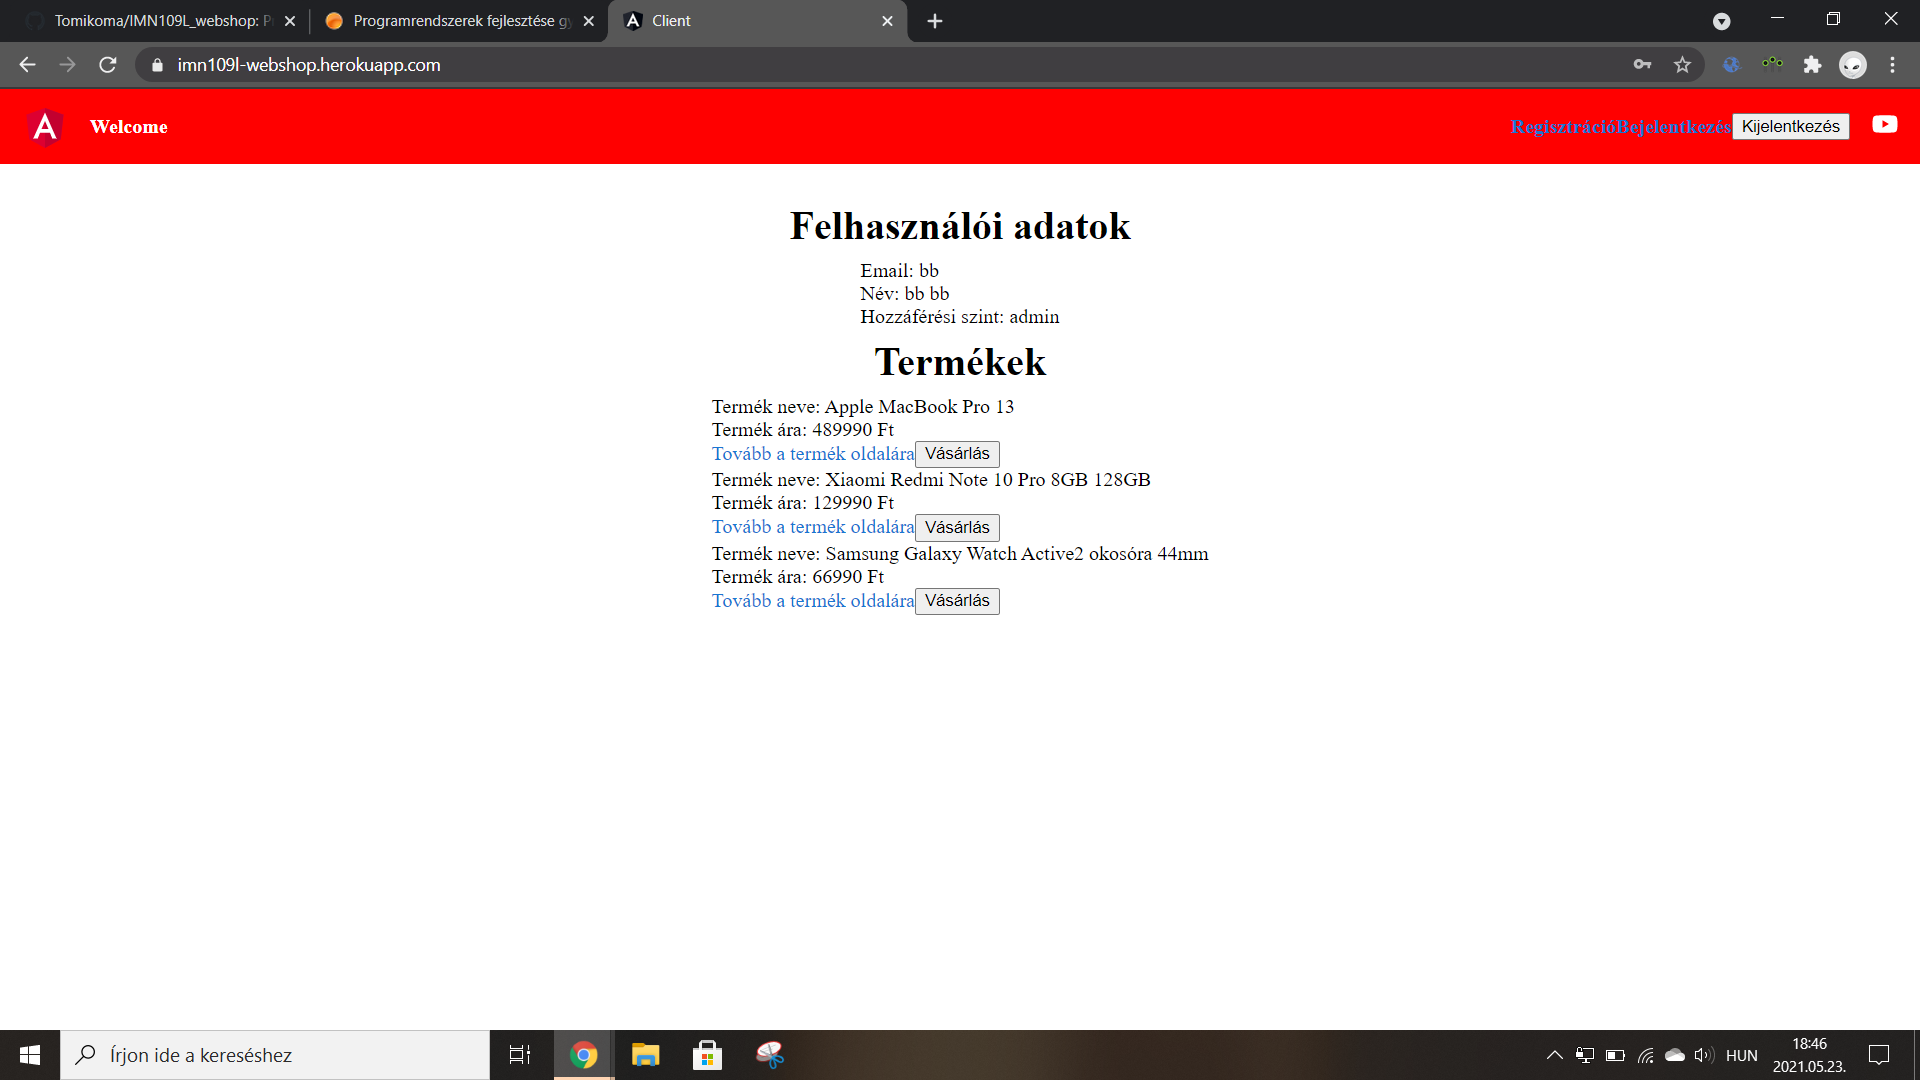 Tomikoma/IMN109L_webshop: P
Programrendszerek fejlesztése gy
Client
imn109l-webshop.herokuapp.com
Welcome
RegisztrációBejelentkezés Kijelentkezés
Felhasználói adatok
Email: bb
Név: bb bb
Hozzáférési szint: admin
Termékek
Termék neve: Apple MacBook Pro 13
Termék ára: 489990 Ft
Tovább a termék oldalára Vásárlás
Termék neve: Xiaomi Redmi Note 10 Pro 8GB 128GB
Termék ára: 129990 Ft
Tovább a termék oldalára Vásárlás
Termék neve: Samsung Galaxy Watch Active2 okosóra 44mm
Termék ára: 66990 Ft
Tovább a termék oldalára Vásárlás
Írjon ide a kereséshez
HUN
18:46
2021.05.23.